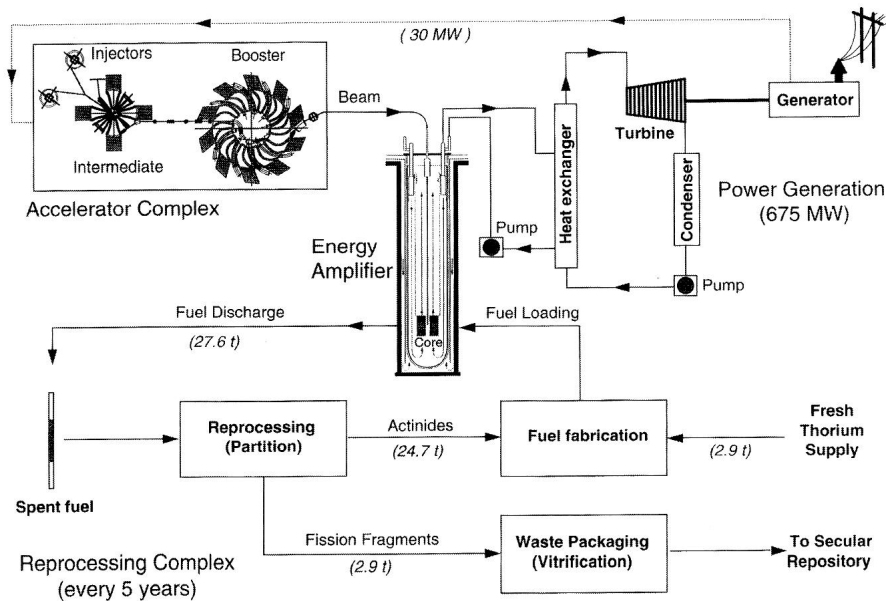 ( 30 MW )
Injectors
Booster
Beam
Intermediate
Accelerator Complex
Turbine
Generator
Heat exchanger
Condenser
Power Generation
(675 MW)
Pump
Pump
Energy
Amplifier
Core
Fuel Discharge
(27.6 t)
Fuel Loading
Spent fuel
Reprocessing
(Partition)
Actinides
(24.7 t)
Fuel fabrication
(2.9 t)
Fresh
Thorium
Supply
Reprocessing Complex
(every 5 years)
Fission Fragments
(2.9 t)
Waste Packaging
(Vitrification)
To Secular
Repository